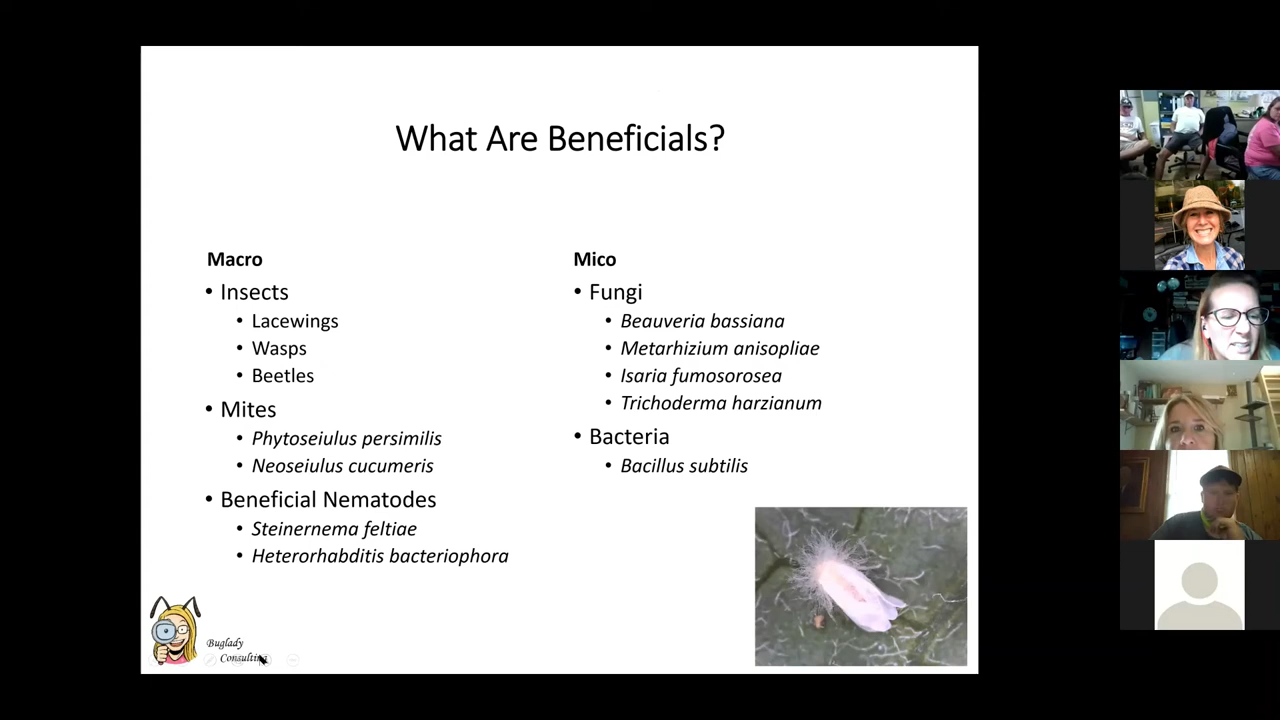 What Are Beneficials?
Macro
• Insects
• Lacewings
• Wasps
• Beetles
• Mites
• Phytoseiulus persimilis
• Neoseiulus cucumeris
• Beneficial Nematodes
• Steinernema feltiae
• Heterorhabditis bacteriophora
Mico
• Fungi
• Beauveria bassiana
• Metarhizium anisopliae
• Isaria fumosorosea
• Trichoderma harzianum
• Bacteria
• Bacillus subtilis
Buglady
Consulting